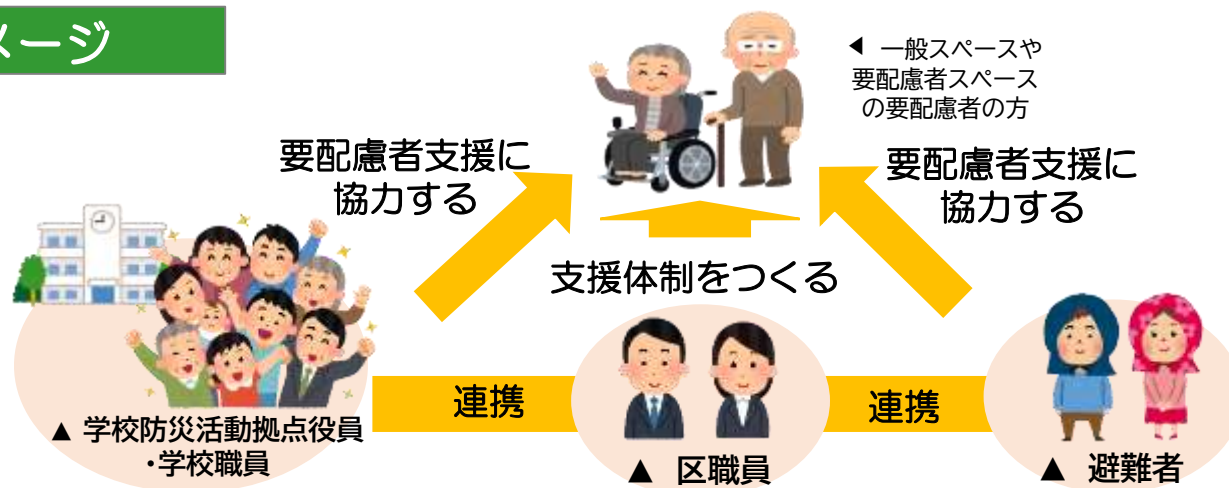 メージ
◀ 一般スペースや
要配慮者スペース
の要配慮者の方
要配慮者支援に
協力する
要配慮者支援に
協力する
支援体制をつくる
連携
連携
▲ 学校防災活動拠点役員
・学校職員
▲ 区職員
▲ 避難者